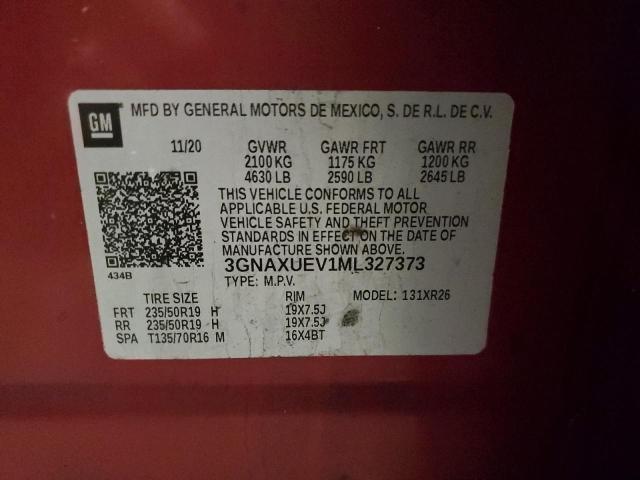 GM MFD BY GENERAL MOTORS DE MEXICO, S. DE R.L. DE C.V.
11/20 GVWR GAWR FRT GAWR RR
2100 KG 1175 KG 1200 KG
4630 LB 2590 LB 2645 LB
THIS VEHICLE CONFORMS TO ALL
APPLICABLE U.S. FEDERAL MOTOR
VEHICLE SAFETY AND THEFT PREVENTION
STANDARDS IN EFFECT ON THE DATE OF
MANUFACTURE SHOWN ABOVE.
3GNAXUEV1ML327373
434B
TYPE: M.P.V.
TIRE SIZE RIM MODEL: 131XR26
FRT 235/50R19 H 19X7.5J
RR 235/50R19 H 19X7.5J
SPA T135/70R16 M 16X4BT